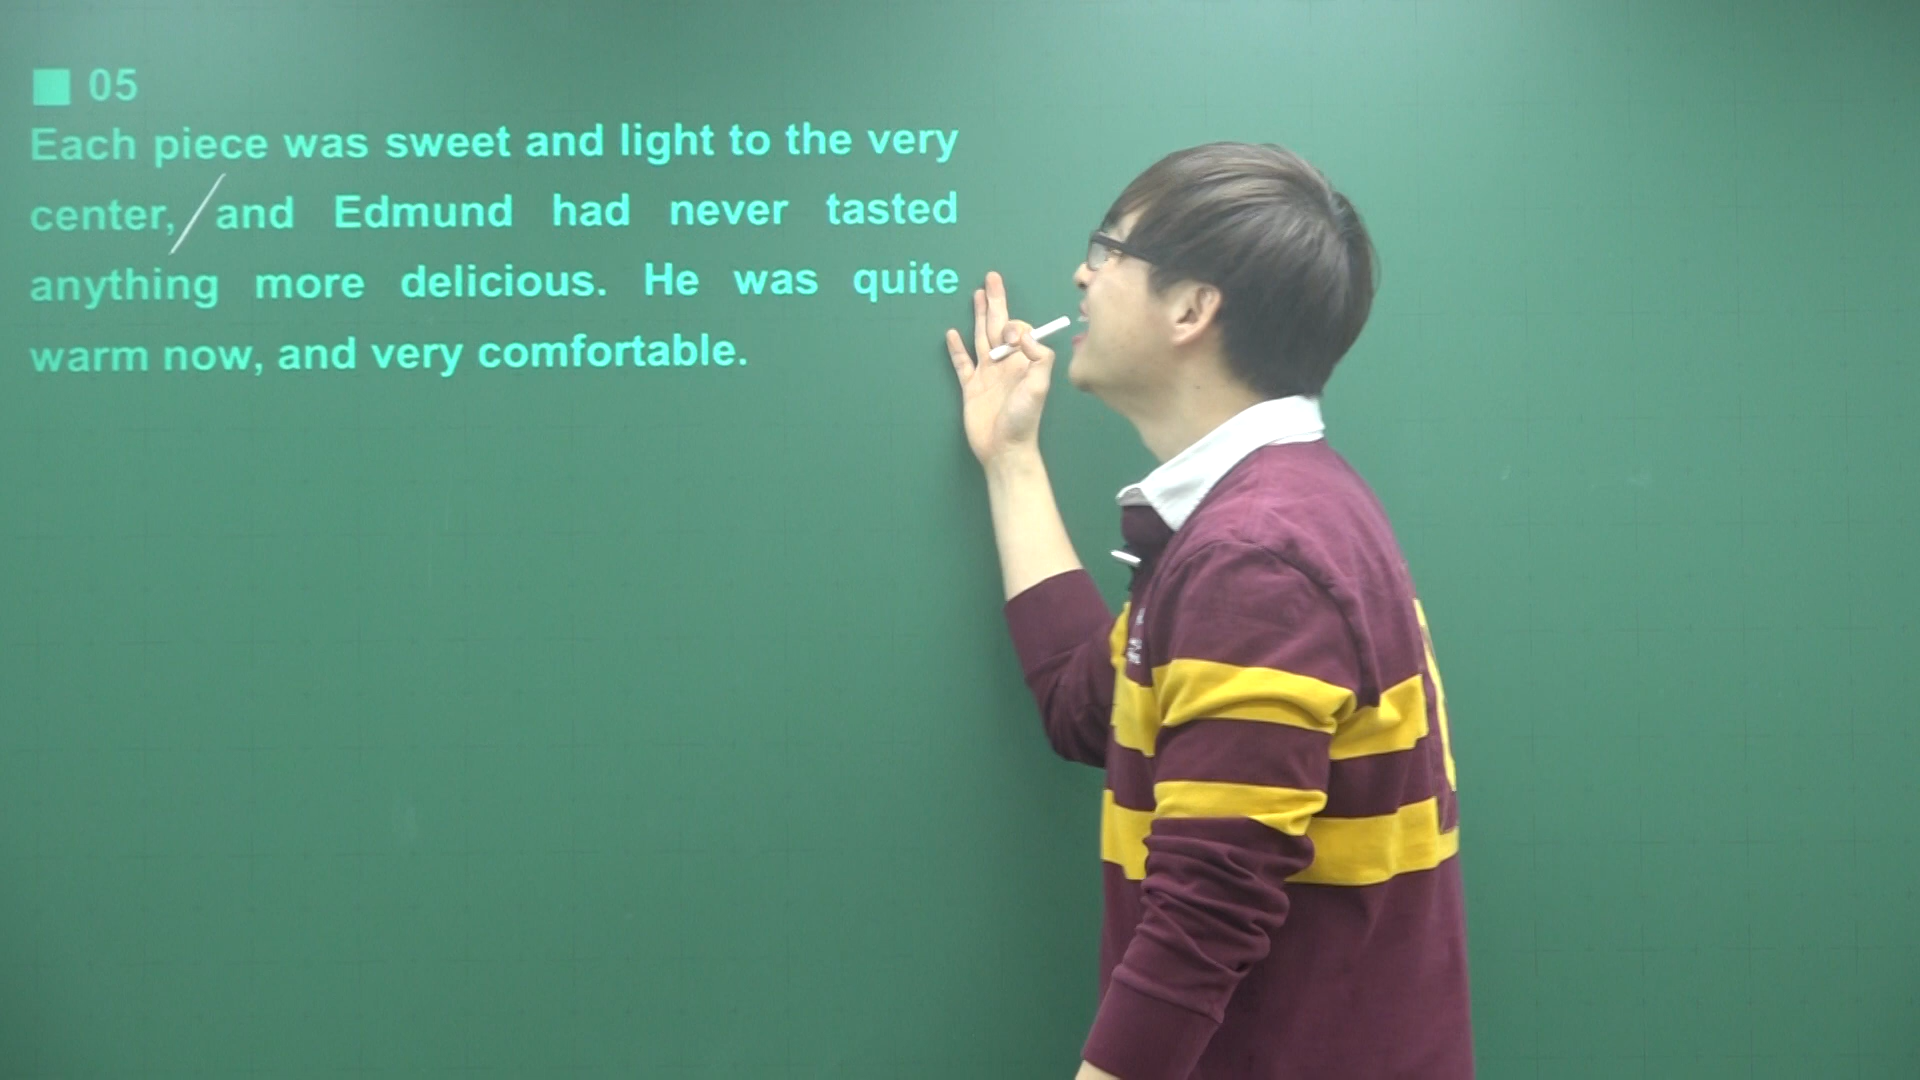 ■ 05
Each piece was sweet and light to the very
center, / and Edmund had never tasted
anything more delicious. He was quite
warm now, and very comfortable.